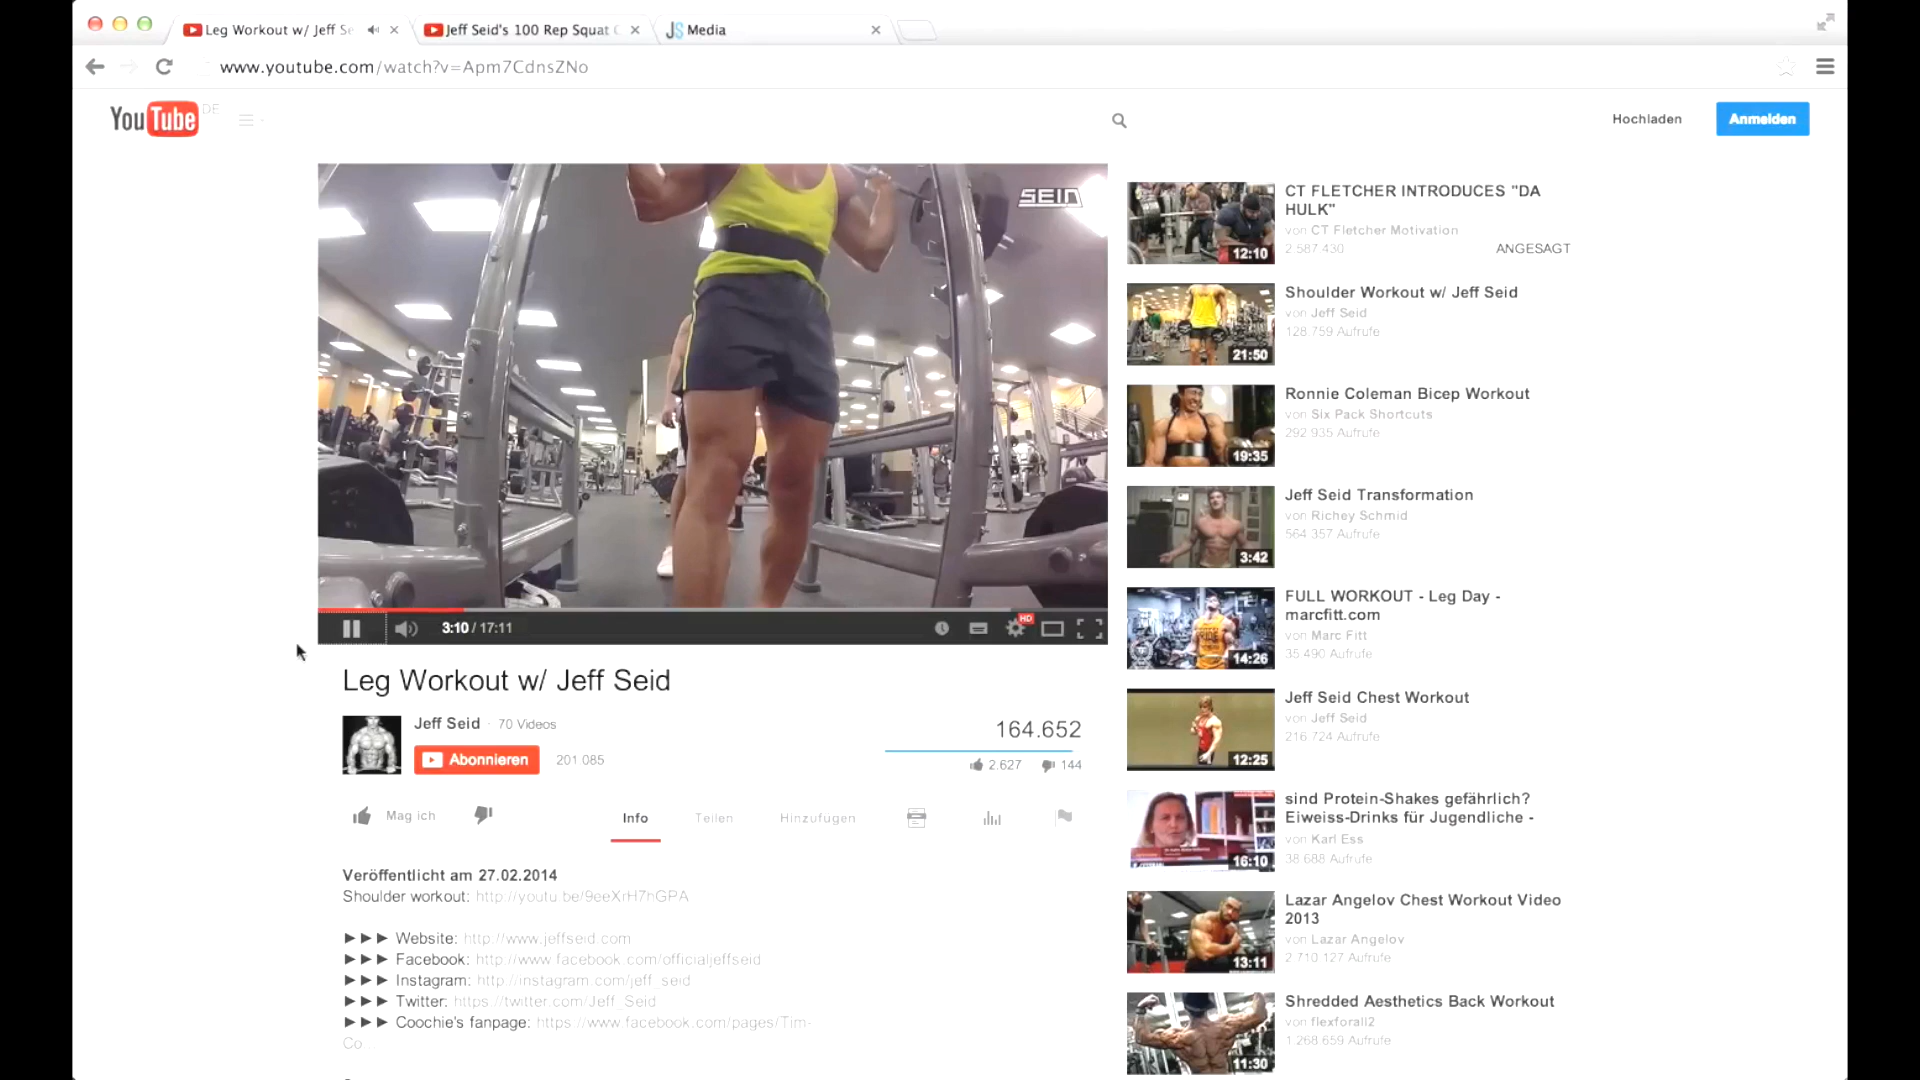 Leg Workout w/ Jeff Se
Jeff Seid's 100 Rep Squat C
JS Media
www.youtube.com/watch?v=Apm7CdnsZNo
YouTube DE
Hochladen
Anmelden
SEID
3:10 / 17:11
HD
Leg Workout w/ Jeff Seid
Jeff Seid · 70 Videos
Abonnieren
201 085
164.652
2.627
144
Mag ich
Info
Teilen
Hinzufügen
Veröffentlicht am 27.02.2014
Shoulder workout: http://youtu.be/9eeXrH7hGPA
►►► Website: http://www.jeffseid.com
►►► Facebook: http://www.facebook.com/officialjeffseid
►►► Instagram: http://instagram.com/jeff_seid
►►► Twitter: https://twitter.com/Jeff_Seid
►►► Coochie's fanpage: https://www.facebook.com/pages/Tim-
Co...
CT FLETCHER INTRODUCES "DA
HULK"
von CT Fletcher Motivation
2.587.430
ANGESAGT
12:10
Shoulder Workout w/ Jeff Seid
von Jeff Seid
128.759 Aufrufe
21:50
Ronnie Coleman Bicep Workout
von Six Pack Shortcuts
292 935 Aufrufe
19:35
Jeff Seid Transformation
von Richey Schmid
564 357 Aufrufe
3:42
FULL WORKOUT - Leg Day -
marcfitt.com
von Marc Fitt
35 490 Aufrufe
14:26
Jeff Seid Chest Workout
von Jeff Seid
216 724 Aufrufe
12:25
sind Protein-Shakes gefährlich?
Eiweiss-Drinks für Jugendliche -
von Karl Ess
38 688 Aufrufe
16:10
Lazar Angelov Chest Workout Video
2013
von Lazar Angelov
2 710 127 Aufrufe
13:11
Shredded Aesthetics Back Workout
von flexforall2
1 268 659 Aufrufe
11:30